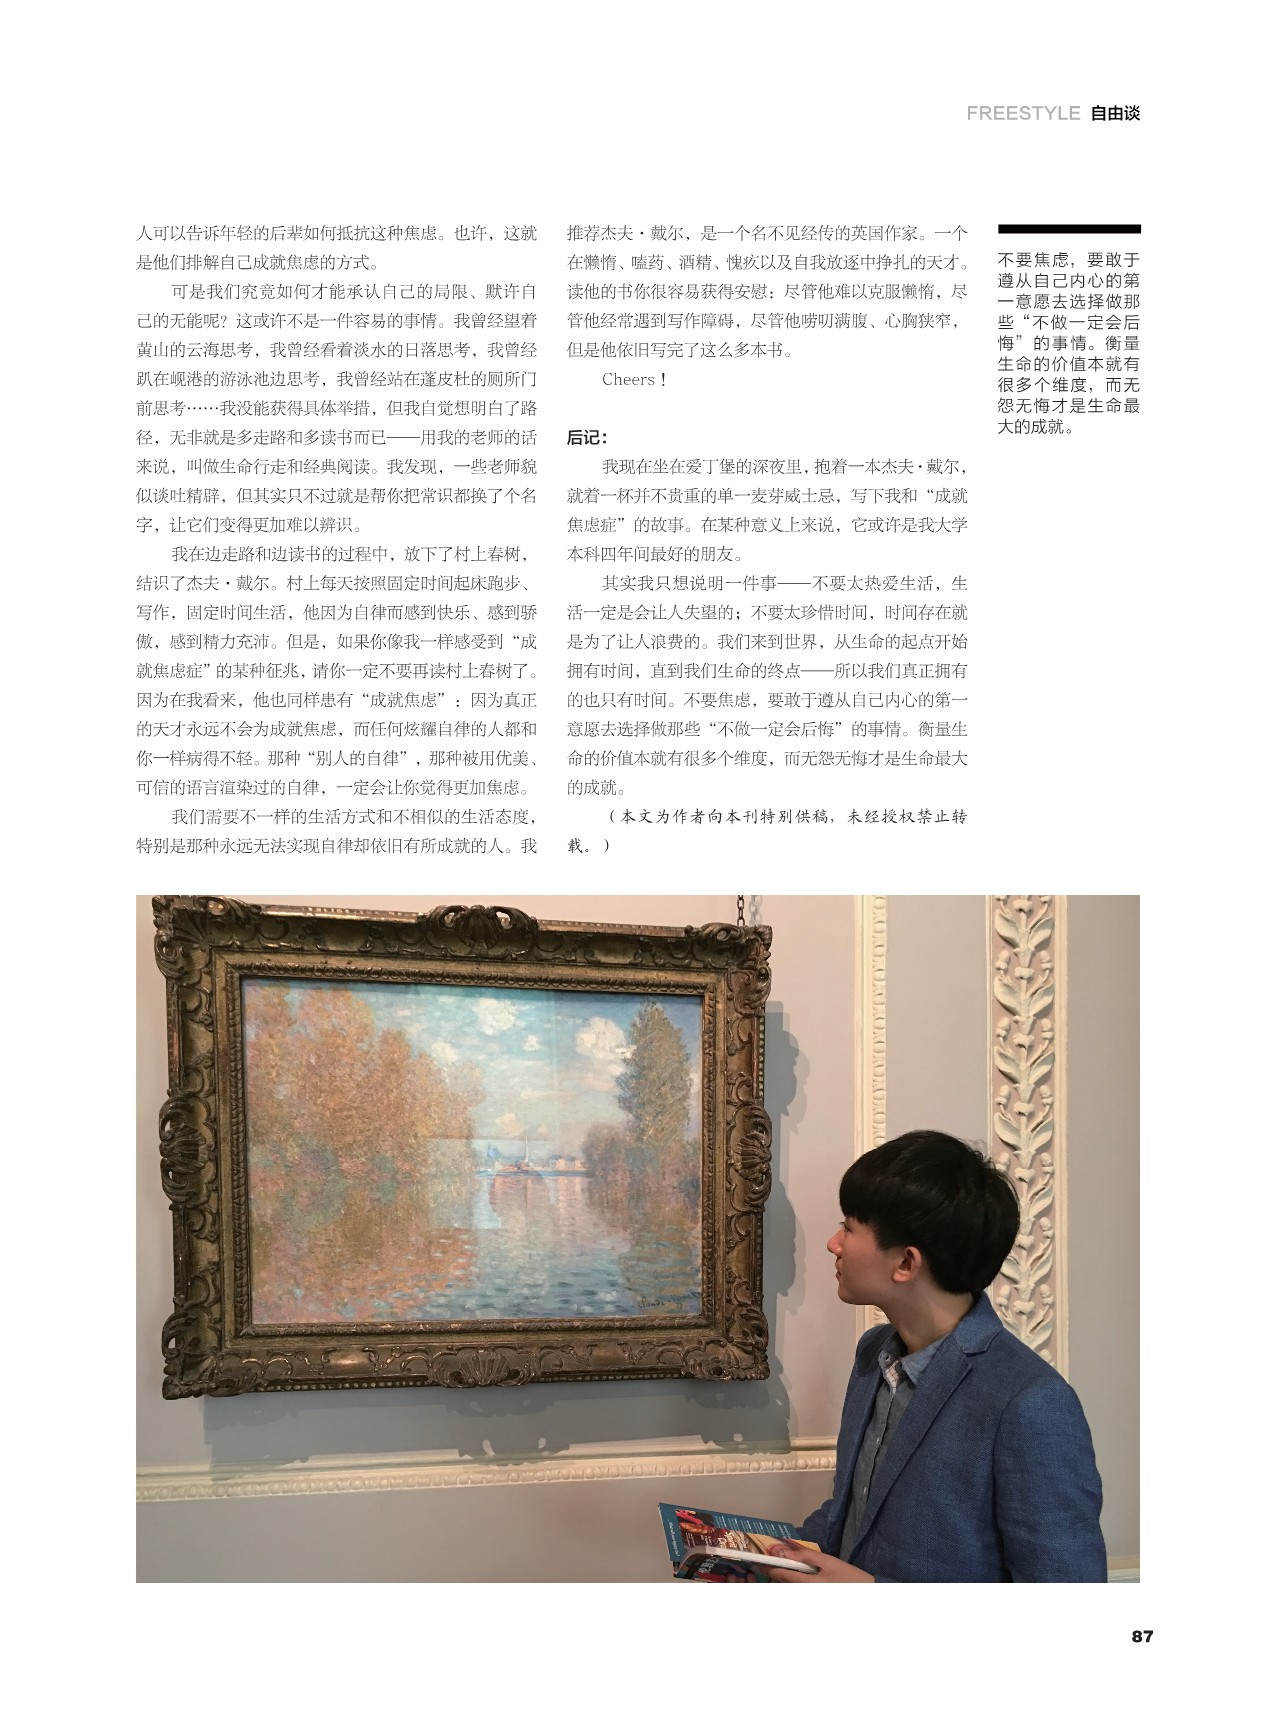 FREESTYLE 自由谈
人可以告诉年轻的后辈如何抵抗这种焦虑。也许，这就
是他们排解自己成就焦虑的方式。
可是我们究竟如何才能承认自己的局限、默许自
己的无能呢？这或许不是一件容易的事情。我曾经望着
黄山的云海思考，我曾经看着淡水的日落思考，我曾经
趴在岘港的游泳池边思考，我曾经站在蓬皮杜的厕所门
前思考……我没能获得具体举措，但我自觉想明白了路
径，无非就是多走路和多读书而已——用我的老师的话
来说，叫做生命行走和经典阅读。我发现，一些老师貌
似谈吐精辟，但其实只不过就是帮你把常识都换了个名
字，让它们变得更加难以辨识。
我在边走路和边读书的过程中，放下了村上春树，
结识了杰夫·戴尔。村上每天按照固定时间起床跑步、
写作，固定时间生活，他因为自律而感到快乐、感到骄
傲，感到精力充沛。但是，如果你像我一样感受到“成
就焦虑症”的某种征兆，请你一定不要再读村上春树了。
因为在我看来，他也同样患有“成就焦虑”：因为真正
的天才永远不会为成就焦虑，而任何炫耀自律的人都和
你一样病得不轻。那种“别人的自律”，那种被用优美、
可信的语言渲染过的自律，一定会让你觉得更加焦虑。
我们需要不一样的生活方式和不相似的生活态度，
特别是那种永远无法实现自律却依旧有所成就的人。我
推荐杰夫·戴尔，是一个名不见经传的英国作家。一个
在懒惰、嗑药、酒精、愧疚以及自我放逐中挣扎的天才。
读他的书你很容易获得安慰：尽管他难以克服懒惰，尽
管他经常遇到写作障碍，尽管他唠叨满腹、心胸狭窄，
但是他依旧写完了这么多本书。
Cheers！
后记：
我现在坐在爱丁堡的深夜里，抱着一本杰夫·戴尔，
就着一杯并不贵重的单一麦芽威士忌，写下我和“成就
焦虑症”的故事。在某种意义上来说，它或许是我大学
本科四年间最好的朋友。
其实我只想说明一件事——不要太热爱生活，生
活一定是会让人失望的；不要太珍惜时间，时间存在就
是为了让人浪费的。我们来到世界，从生命的起点开始
拥有时间，直到我们生命的终点——所以我们真正拥有
的也只有时间。不要焦虑，要敢于遵从自己内心的第一
意愿去选择做那些“不做一定会后悔”的事情。衡量生
命的价值本就有很多个维度，而无怨无悔才是生命最大
的成就。
（本文为作者向本刊特别供稿，未经授权禁止转
载。）
不要焦虑，要敢于
遵从自己内心的第
一意愿去选择做那
些“不做一定会后
悔”的事情。衡量
生命的价值本就有
很多个维度，而无
怨无悔才是生命最
大的成就。
87